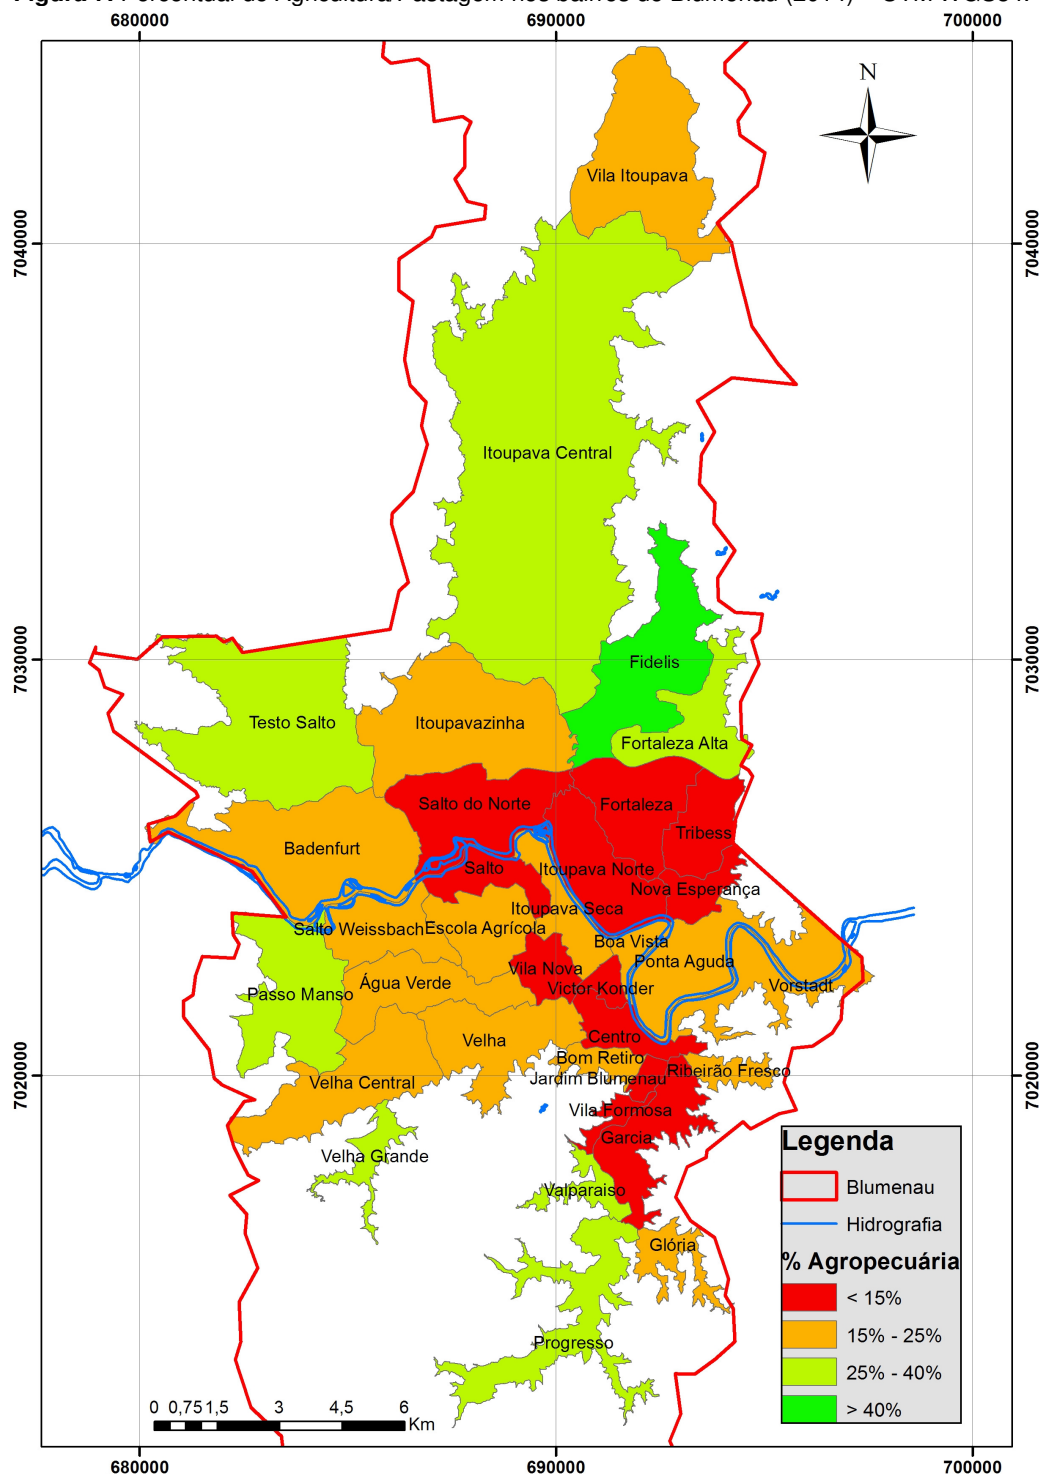 680000
690000
700000
N
Vila Itoupava
7040000
7040000
Itoupava Central
7030000
7030000
Fidelis
Testo Salto
Itoupavazinha
Fortaleza Alta
Salto do Norte
Fortaleza
Tribess
Badenfurt
Salto
Itoupava Norte
Nova Esperança
Itoupava Seca
Salto Weissbach
Escola Agrícola
Boa Vista
Ponta Aguda
Vila Nova
Água Verde
Vorstadt
Passo Manso
Victor Konder
Centro
Velha
Bom Retiro
Ribeirão Fresco
7020000
7020000
Velha Central
Jardim Blumenau
Vila Formosa
Garcia
Velha Grande
Valparaiso
Glória
Progresso
Legenda
Blumenau
Hidrografia
% Agropecuária
< 15%
15% - 25%
25% - 40%
> 40%
0 0,75 1,5 3 4,5 6
Km
680000
690000
700000